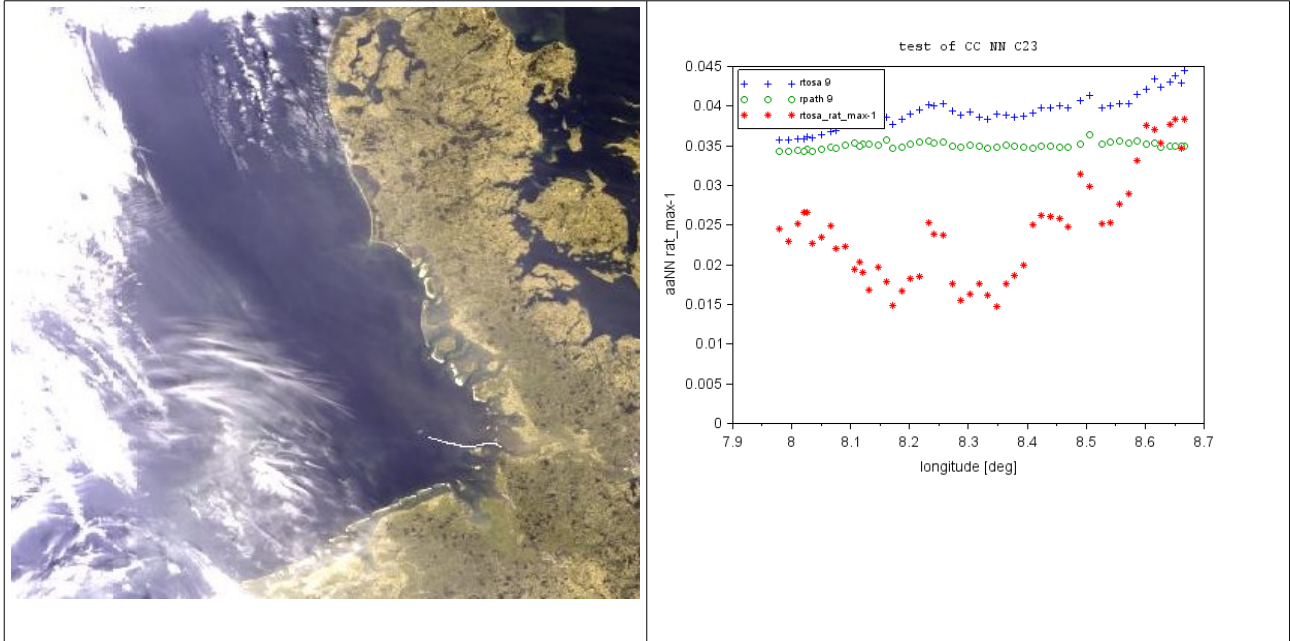 test of CC NN C23
0.045
rtosa 9
rpath 9
rtosa_rat_max-1
0.04
0.035
0.03
0.025
0.02
0.015
0.01
0.005
0
aaNN rat_max-1
7.9 8 8.1 8.2 8.3 8.4 8.5 8.6 8.7
longitude [deg]